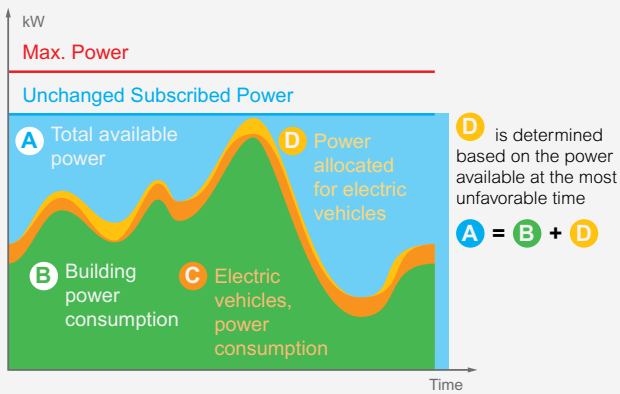 kW
Max. Power
Unchanged Subscribed Power
A Total available
power
D Power
allocated
for electric
vehicles
B Building
power
consumption
C Electric
vehicles,
power
consumption
Time
D is determined
based on the power
available at the most
unfavorable time
A = B + D